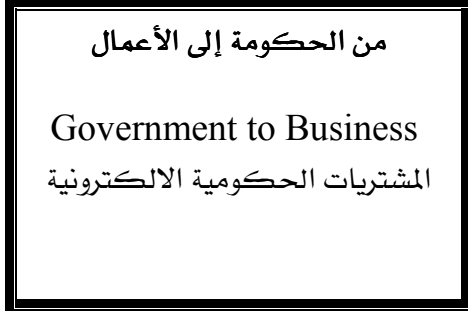 من الحكومة إلى الأعمال
Government to Business
المشتريات الحكومية الالكترونية